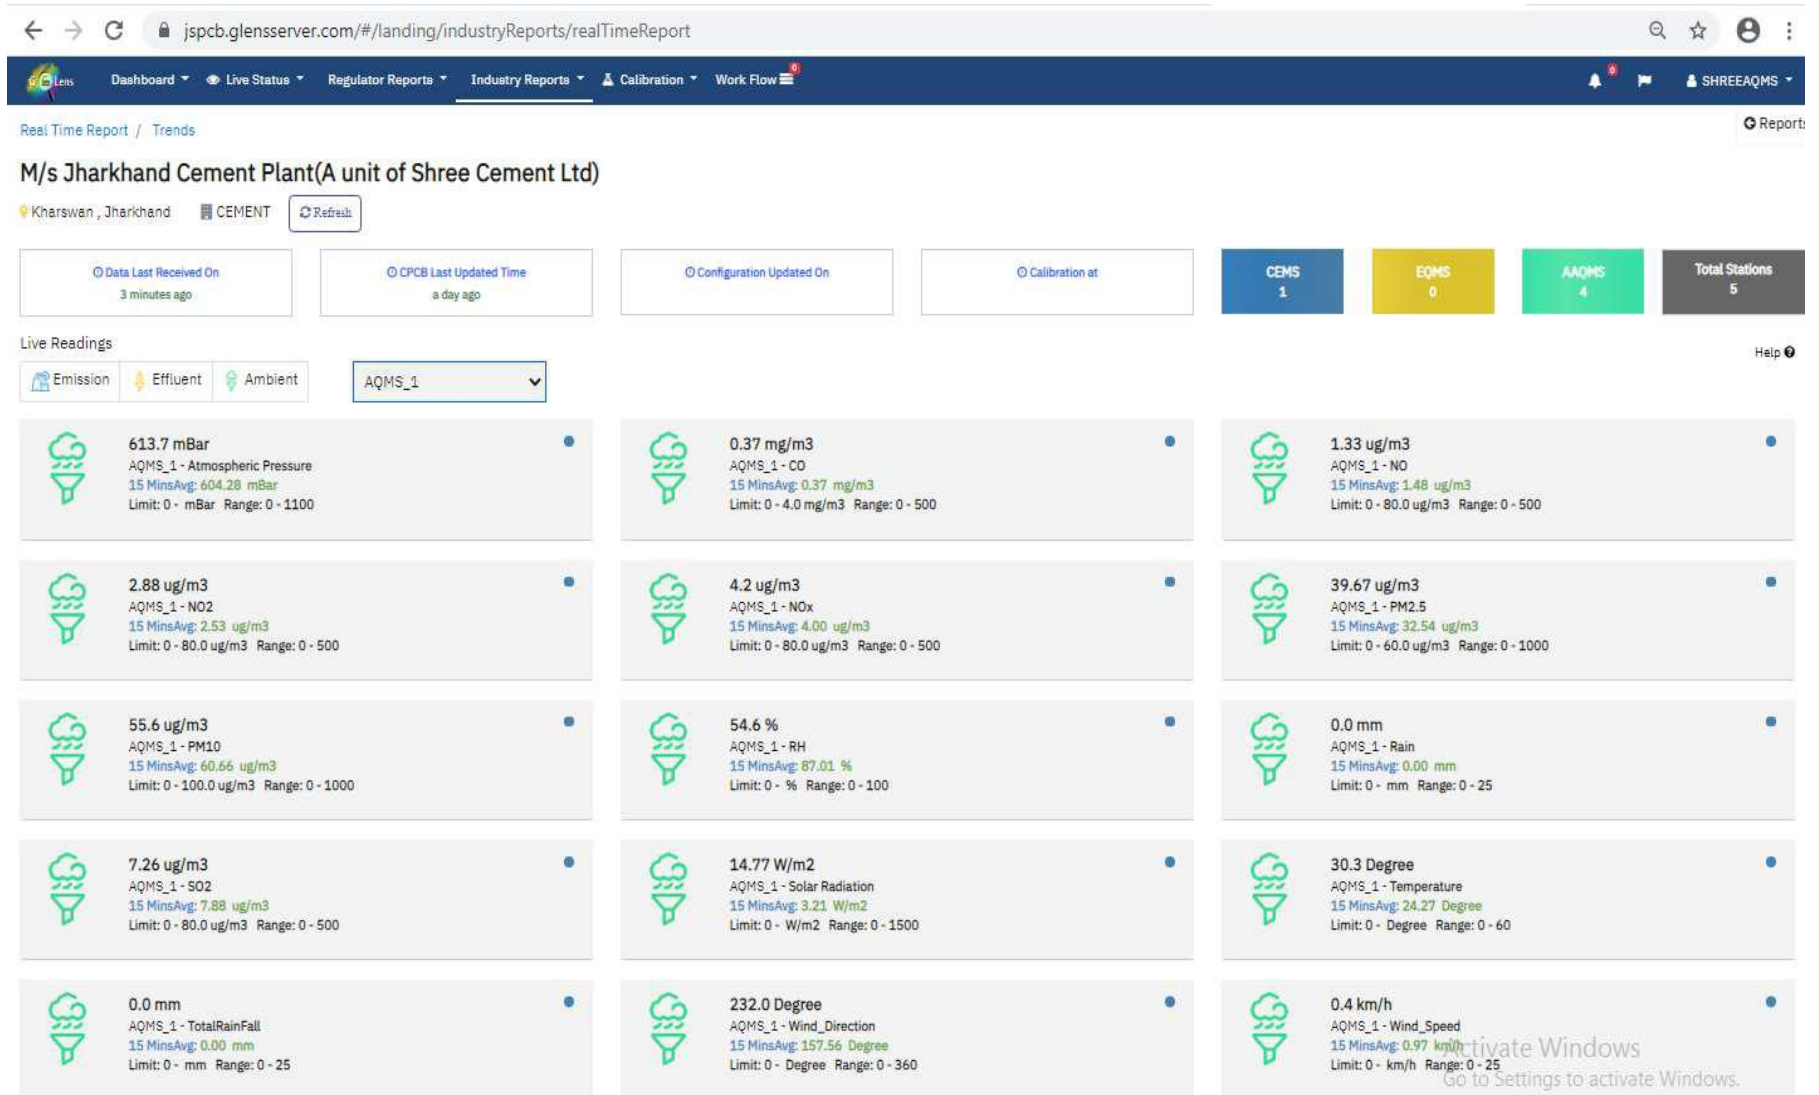 jspcb.glensserver.com/#/landing/industryReports/realTimeReport
GLens Dashboard Live Status Regulator Reports Industry Reports Calibration Work Flow 0 0 SHREEAQMS
Real Time Report / Trends
Reports
M/s Jharkhand Cement Plant(A unit of Shree Cement Ltd)
Kharswan , Jharkhand CEMENT Refresh
Data Last Received On
3 minutes ago
CPCB Last Updated Time
a day ago
Configuration Updated On
Calibration at
CEMS
1
EQMS
0
AAQMS
4
Total Stations
5
Live Readings
Help
Emission Effluent Ambient AQMS_1
613.7 mBar
AQMS_1 - Atmospheric Pressure
15 MinsAvg: 604.28 mBar
Limit: 0 - mBar Range: 0 - 1100
0.37 mg/m3
AQMS_1 - CO
15 MinsAvg: 0.37 mg/m3
Limit: 0 - 4.0 mg/m3 Range: 0 - 500
1.33 ug/m3
AQMS_1 - NO
15 MinsAvg: 1.48 ug/m3
Limit: 0 - 80.0 ug/m3 Range: 0 - 500
2.88 ug/m3
AQMS_1 - NO2
15 MinsAvg: 2.53 ug/m3
Limit: 0 - 80.0 ug/m3 Range: 0 - 500
4.2 ug/m3
AQMS_1 - NOx
15 MinsAvg: 4.00 ug/m3
Limit: 0 - 80.0 ug/m3 Range: 0 - 500
39.67 ug/m3
AQMS_1 - PM2.5
15 MinsAvg: 32.54 ug/m3
Limit: 0 - 60.0 ug/m3 Range: 0 - 1000
55.6 ug/m3
AQMS_1 - PM10
15 MinsAvg: 60.66 ug/m3
Limit: 0 - 100.0 ug/m3 Range: 0 - 1000
54.6 %
AQMS_1 - RH
15 MinsAvg: 87.01 %
Limit: 0 - % Range: 0 - 100
0.0 mm
AQMS_1 - Rain
15 MinsAvg: 0.00 mm
Limit: 0 - mm Range: 0 - 25
7.26 ug/m3
AQMS_1 - SO2
15 MinsAvg: 7.88 ug/m3
Limit: 0 - 80.0 ug/m3 Range: 0 - 500
14.77 W/m2
AQMS_1 - Solar Radiation
15 MinsAvg: 3.21 W/m2
Limit: 0 - W/m2 Range: 0 - 1500
30.3 Degree
AQMS_1 - Temperature
15 MinsAvg: 24.27 Degree
Limit: 0 - Degree Range: 0 - 60
0.0 mm
AQMS_1 - TotalRainFall
15 MinsAvg: 0.00 mm
Limit: 0 - mm Range: 0 - 25
232.0 Degree
AQMS_1 - Wind_Direction
15 MinsAvg: 157.56 Degree
Limit: 0 - Degree Range: 0 - 360
0.4 km/h
AQMS_1 - Wind_Speed
15 MinsAvg: 0.97 km/h
Limit: 0 - km/h Range: 0 - 25
Activate Windows
Go to Settings to activate Windows.